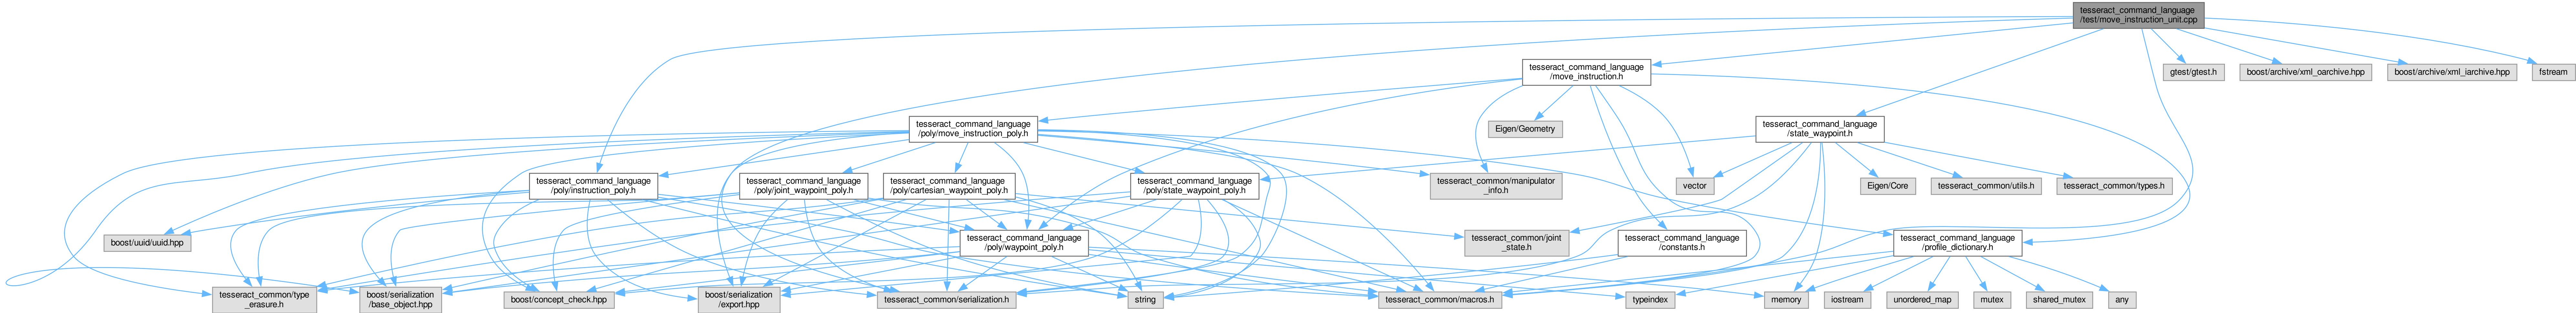 tesseract_command_language
/test/move_instruction_unit.cpp
tesseract_command_language
/move_instruction.h
gtest/gtest.h
boost/archive/xml_oarchive.hpp
boost/archive/xml_iarchive.hpp
fstream
tesseract_command_language
/poly/move_instruction_poly.h
Eigen/Geometry
tesseract_command_language
/state_waypoint.h
tesseract_command_language
/poly/instruction_poly.h
tesseract_command_language
/poly/joint_waypoint_poly.h
tesseract_command_language
/poly/cartesian_waypoint_poly.h
tesseract_command_language
/poly/state_waypoint_poly.h
tesseract_common/manipulator
_info.h
vector
Eigen/Core
tesseract_common/utils.h
tesseract_common/types.h
boost/uuid/uuid.hpp
tesseract_command_language
/poly/waypoint_poly.h
tesseract_common/joint
_state.h
tesseract_command_language
/constants.h
tesseract_command_language
/profile_dictionary.h
tesseract_common/type
_erasure.h
boost/serialization
/base_object.hpp
boost/concept_check.hpp
boost/serialization
/export.hpp
tesseract_common/serialization.h
string
tesseract_common/macros.h
typeindex
memory
iostream
unordered_map
mutex
shared_mutex
any